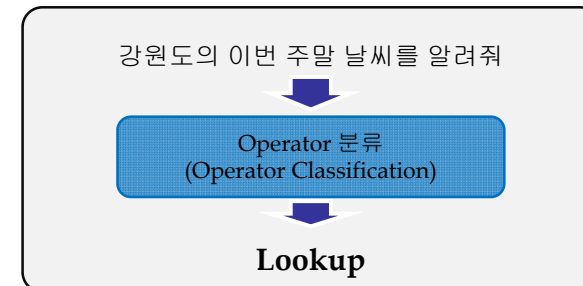 강원도의 이번 주말 날씨를 알려줘
Operator 분류
(Operator Classification)
Lookup